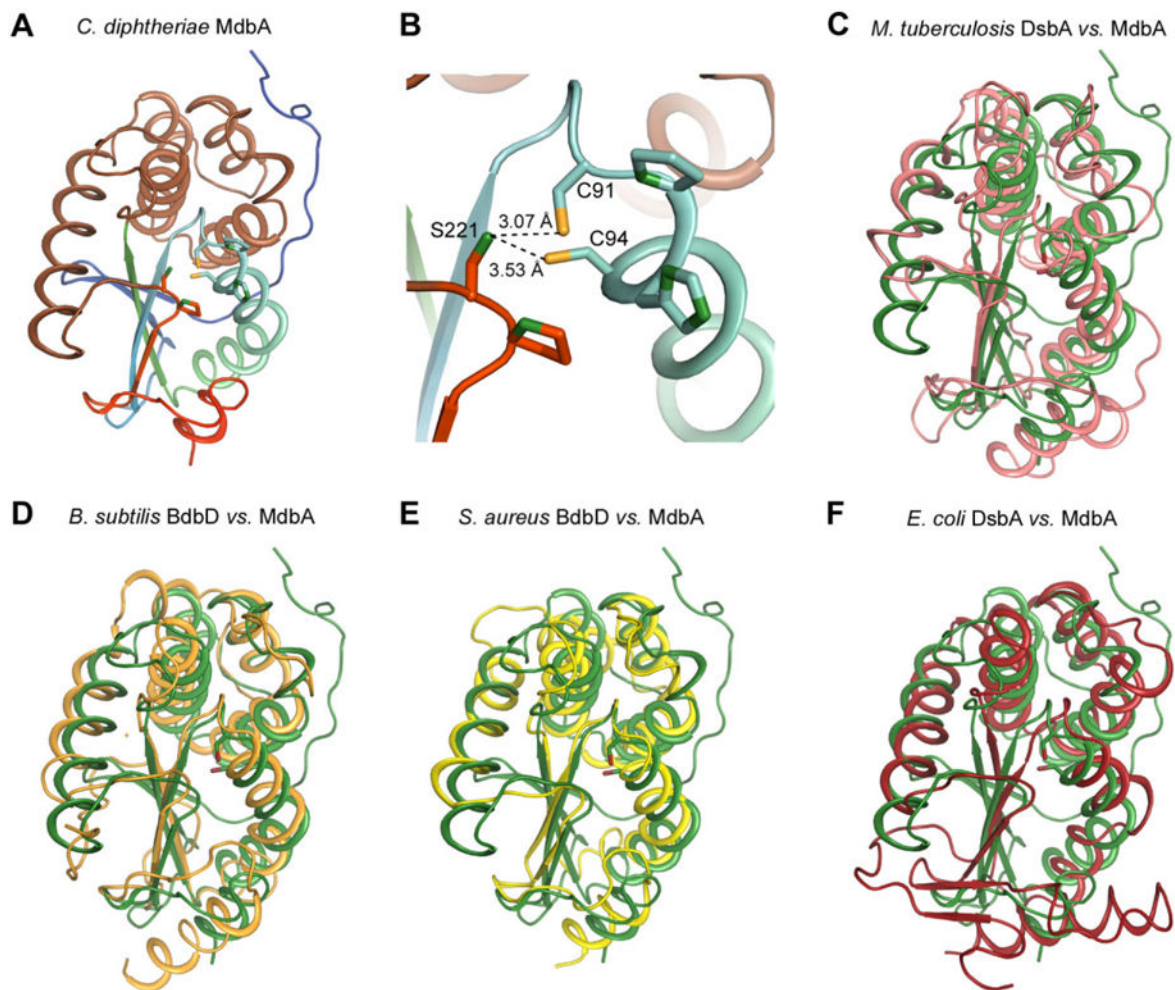 A
C. diphtheriae MdbA
B
C91
S221
3.07 Å
C94
3.53 Å
C
M. tuberculosis DsbA vs. MdbA
D
B. subtilis BdbD vs. MdbA
E
S. aureus BdbD vs. MdbA
F
E. coli DsbA vs. MdbA